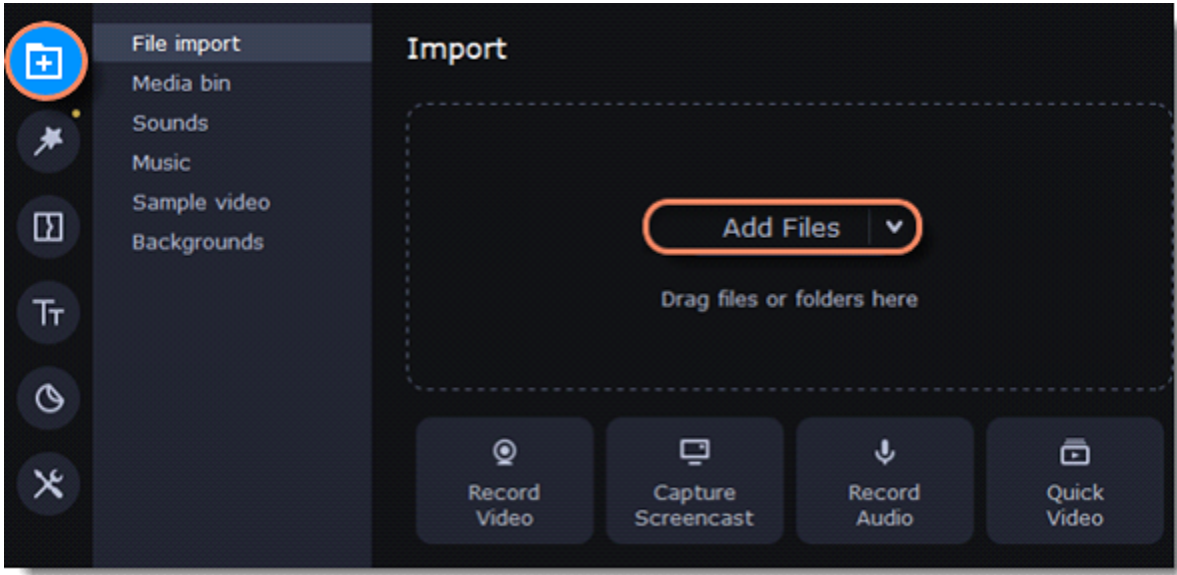 File import
Media bin
Sounds
Music
Sample video
Backgrounds
Import
Add Files
Drag files or folders here
Record
Video
Capture
Screencast
Record
Audio
Quick
Video